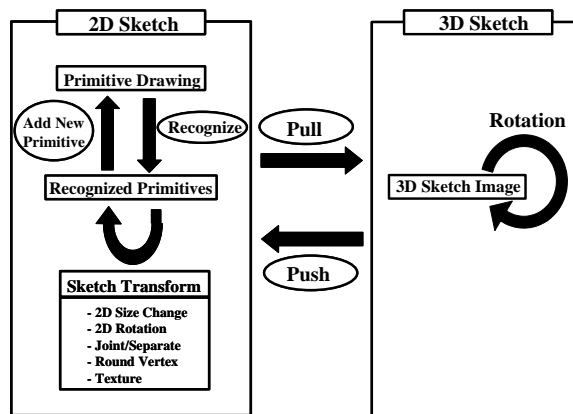 2D Sketch
Primitive Drawing
Add New
Primitive
Recognize
Recognized Primitives
Sketch Transform
- 2D Size Change
- 2D Rotation
- Joint/Separate
- Round Vertex
- Texture
Pull
Push
3D Sketch
Rotation
3D Sketch Image